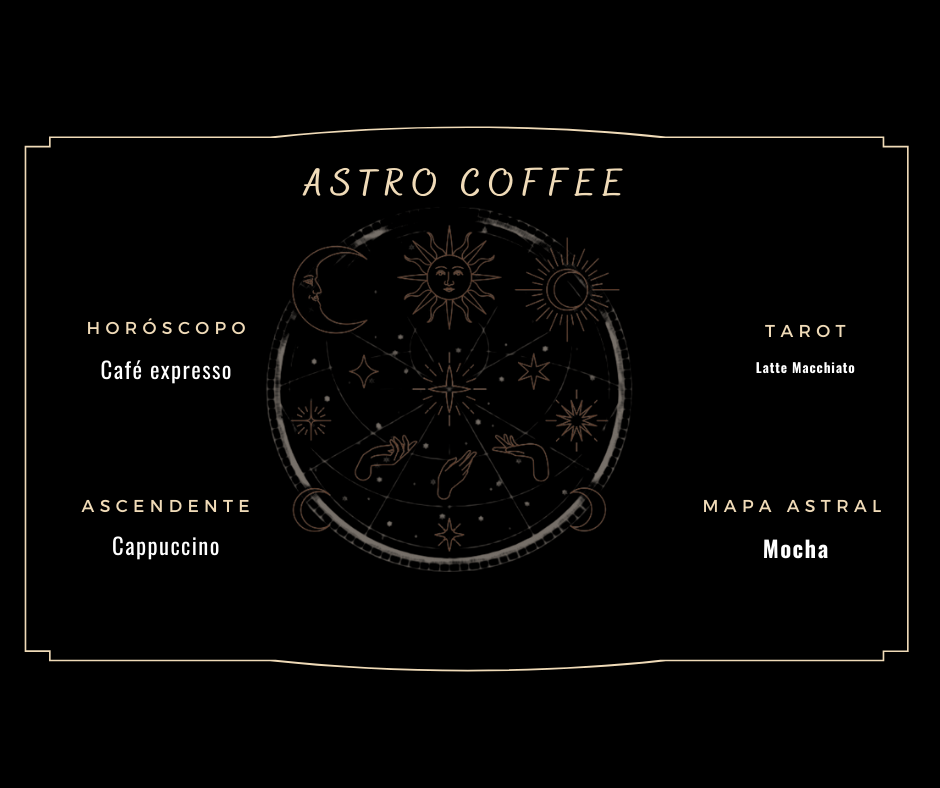 ASTRO COFFEE
HORÓSCOPO
Café expresso
TAROT
Latte Macchiato
ASCENDENTE
Cappuccino
MAPA ASTRAL
Mocha